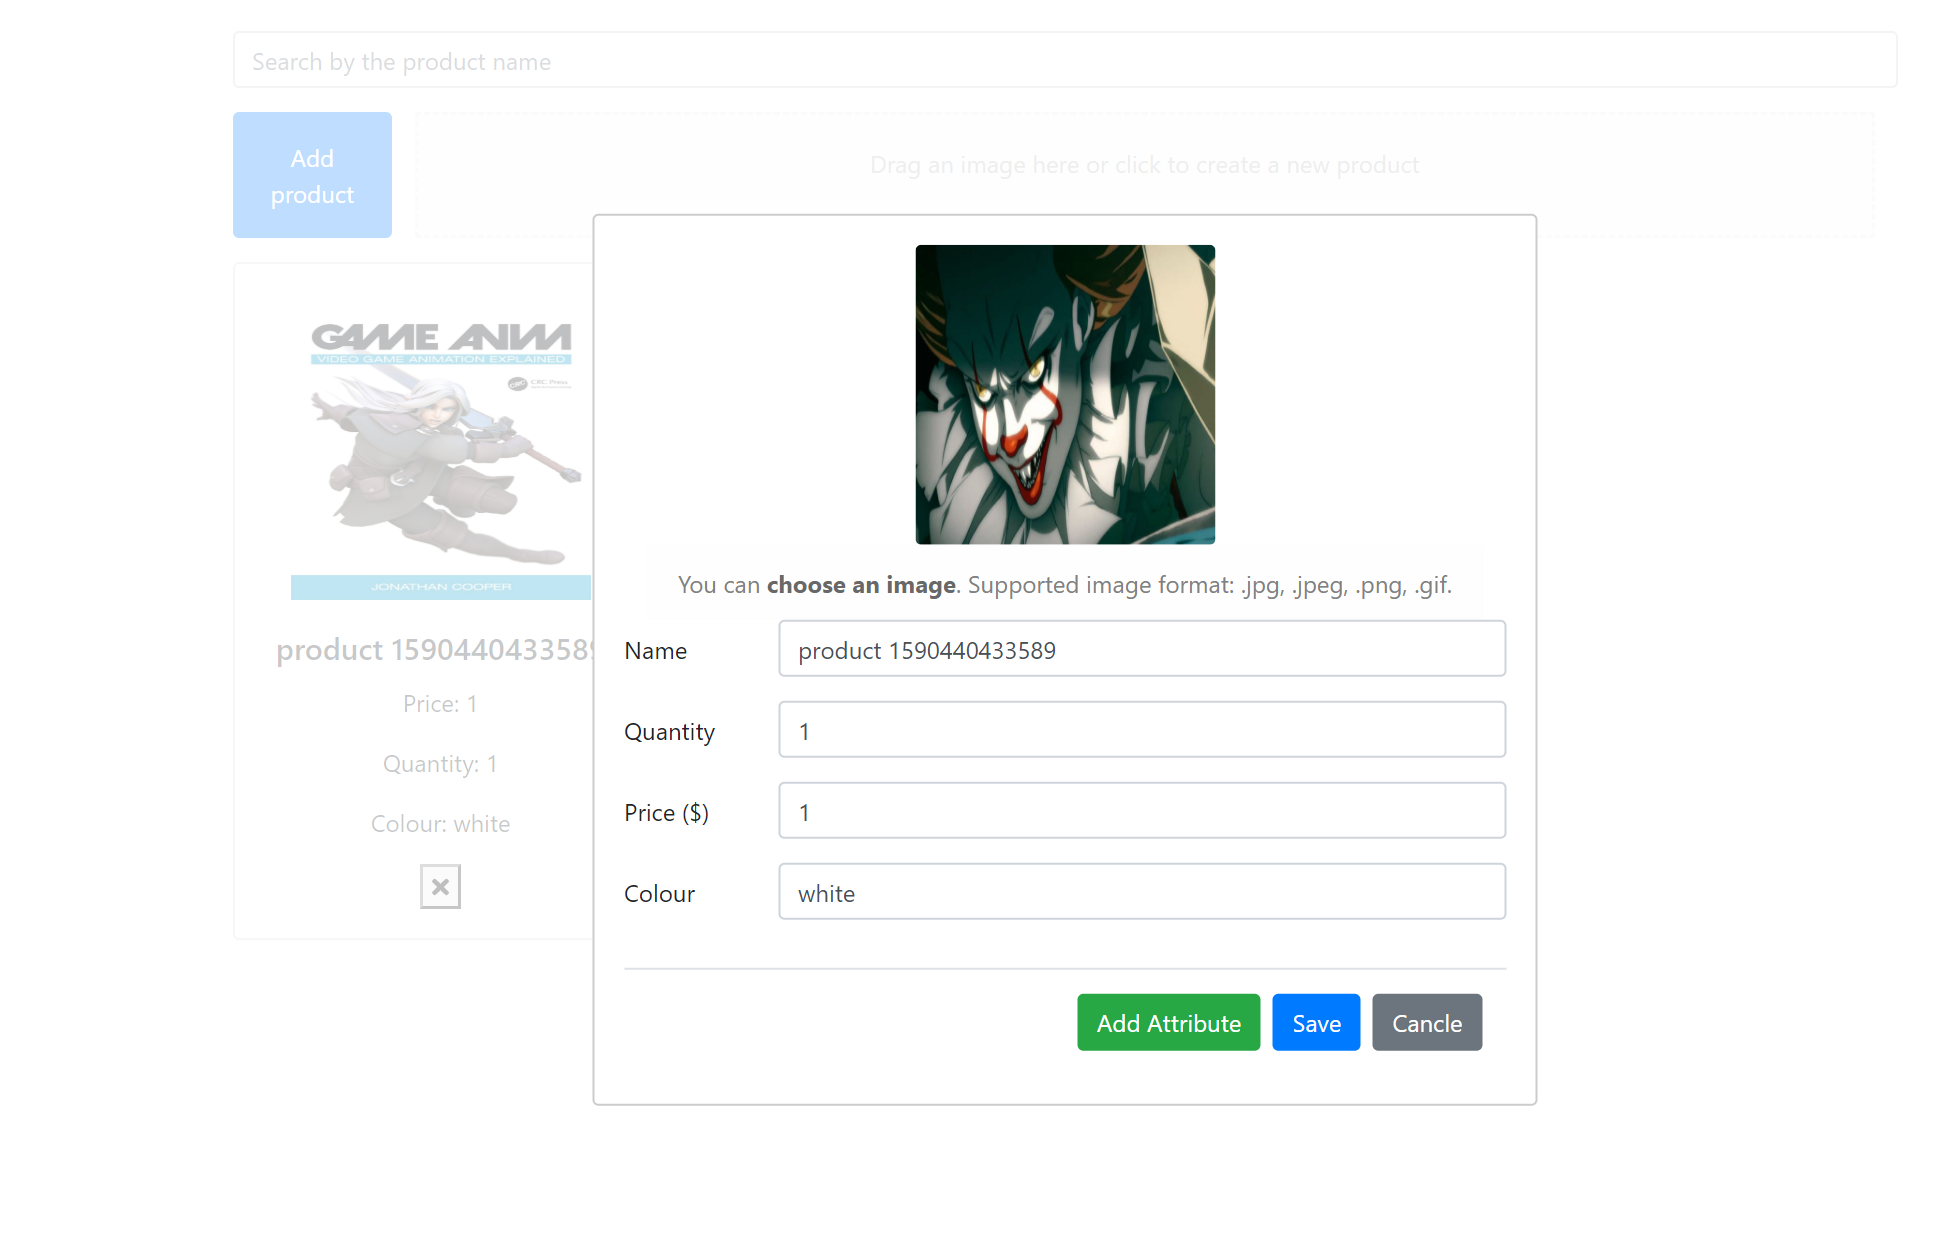 Search by the product name
Add
product
Drag an image here or click to create a new product
GAME ANIM
VIDEO GAME ANIMATION EXPLAINED
CRC Press
JONATHAN COOPER
product 1590440433589
Price: 1
Quantity: 1
Colour: white
You can choose an image. Supported image format: .jpg, .jpeg, .png, .gif.
Name
product 1590440433589
Quantity
1
Price ($)
1
Colour
white
Add Attribute
Save
Cancle